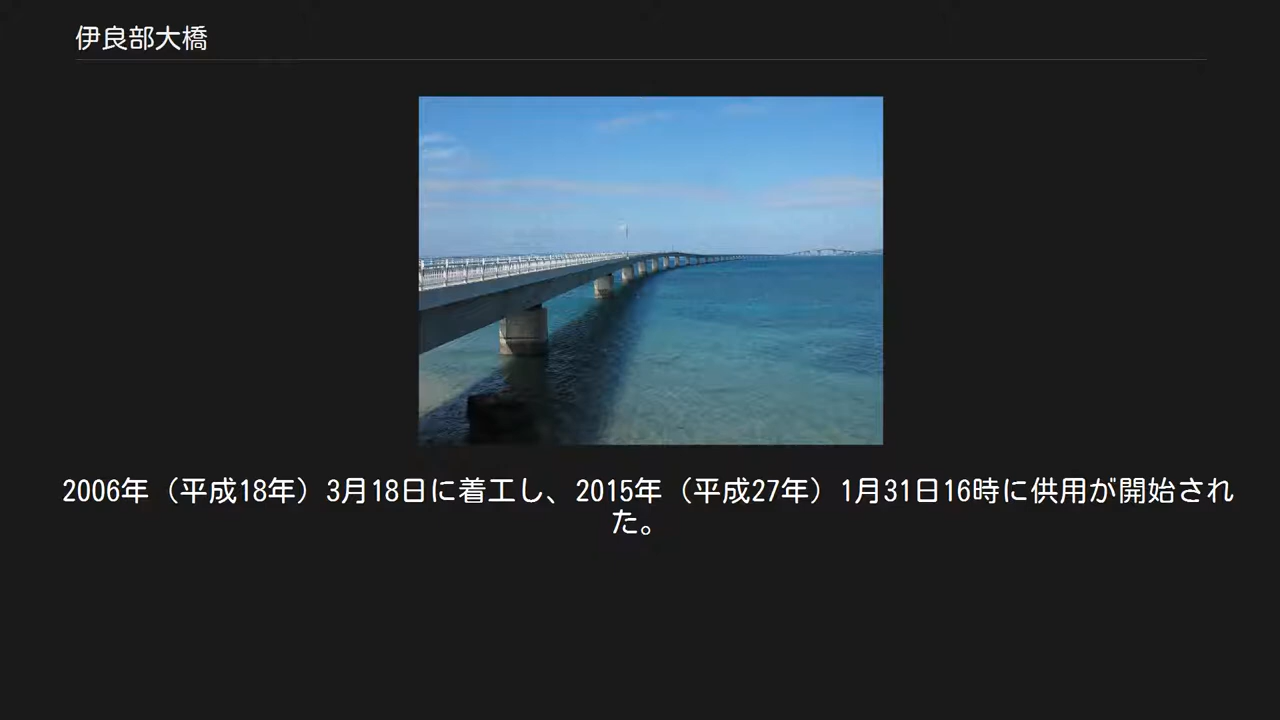 伊良部大橋
2006年（平成18年）3月18日に着工し、2015年（平成27年）1月31日16時に供用が開始され
た。